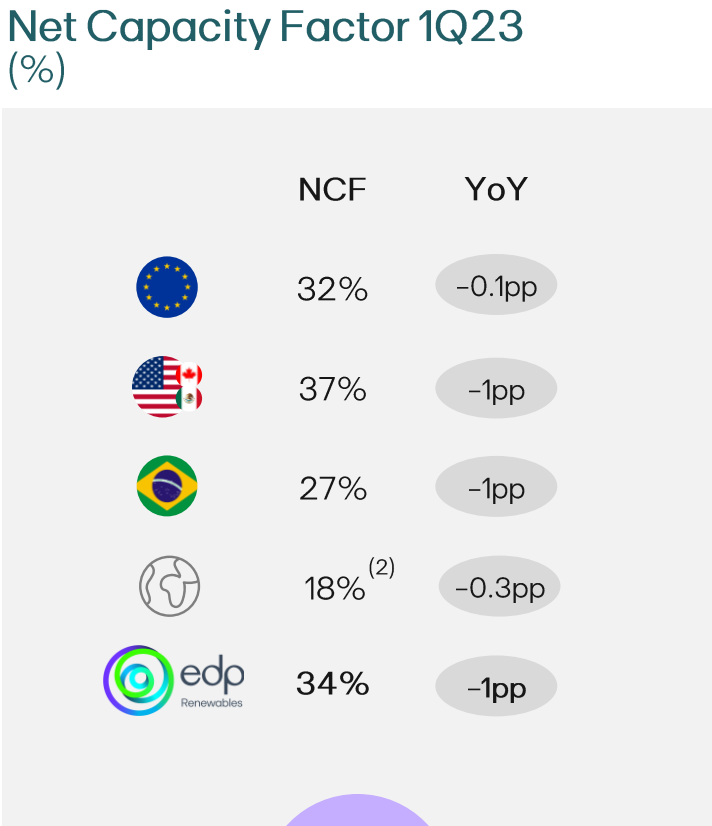 Net Capacity Factor 1Q23
(%)
NCF YoY
32% -0.1pp
37% -1pp
27% -1pp
18% (2) -0.3pp
edp
Renewables
34% -1pp